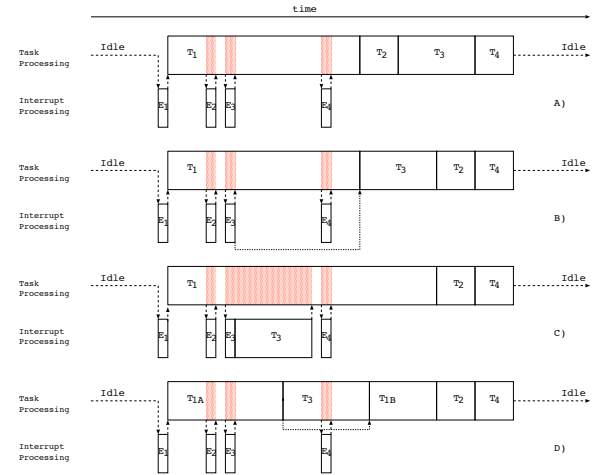 time
Idle T1 T2 T3 T4 Idle
Task
Processing
Interrupt
Processing
E1 E2 E3 E4 A)
Idle T1 T3 T2 T4
Task
Processing
Interrupt
Processing
E1 E2 E3 E4 B)
Idle T1 T2 T4 Idle
Task
Processing
Interrupt
Processing
E1 E2 E3 T3 E4 C)
Idle T1A T3 T1B T2 T4 Idle
Task
Processing
Interrupt
Processing
E1 E2 E3 E4 D)